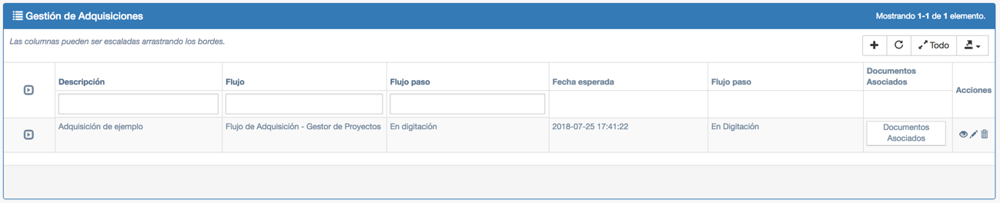 Gestión de Adquisiciones
Mostrando 1-1 de 1 elemento.
Las columnas pueden ser escaladas arrastrando los bordes.
Todo
Descripción
Flujo
Flujo paso
Fecha esperada
Flujo paso
Documentos
Asociados
Acciones
Adquisición de ejemplo
Flujo de Adquisición - Gestor de Proyectos
En digitación
2018-07-25 17:41:22
En Digitación
Documentos
Asociados